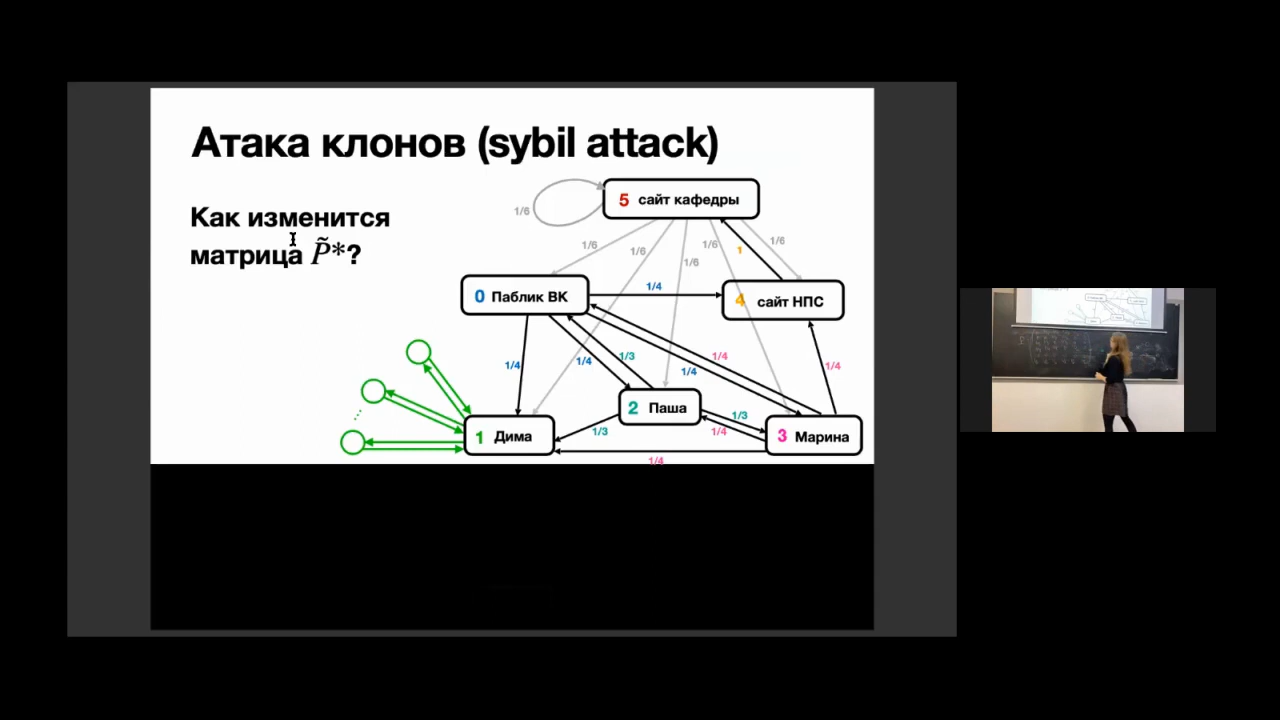 Атака клонов (sybil attack)
Как изменится
матрица P̃*?
5 сайт кафедры
1/6
1/6
1/6
1/6
1/6
1
1/6
0 Паблик ВК
1/4
4 сайт НПС
1/4
1/4
1/3
1/4
1/4
1/4
2 Паша
1/3
1/3
1/4
1 Дима
3 Марина
1/4